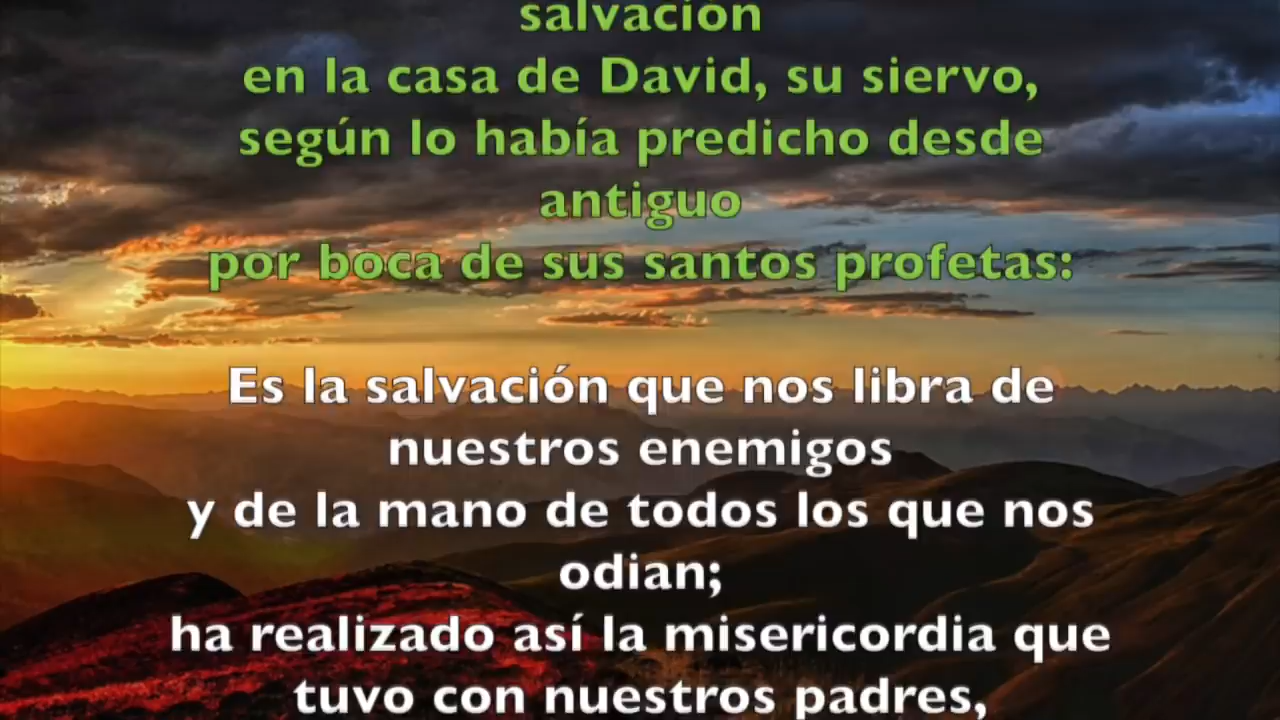 salvación
en la casa de David, su siervo,
según lo había predicho desde
antiguo
por boca de sus santos profetas:
Es la salvación que nos libra de
nuestros enemigos
y de la mano de todos los que nos
odian;
ha realizado así la misericordia que
tuvo con nuestros padres,